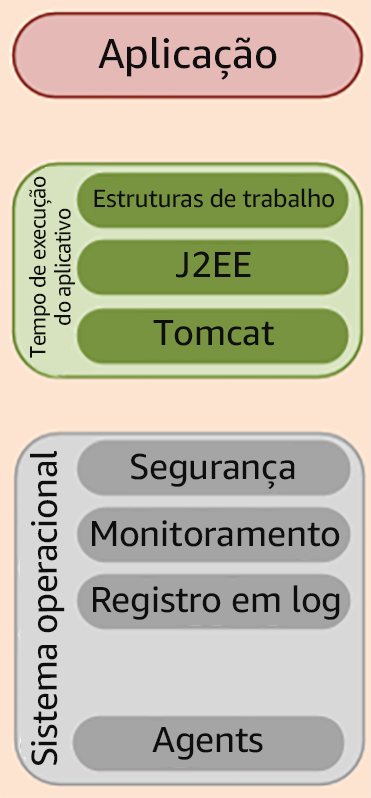 Aplicação
Tempo de execução
do aplicativo
Estruturas de trabalho
J2EE
Tomcat
Sistema operacional
Segurança
Monitoramento
Registro em log
Agents